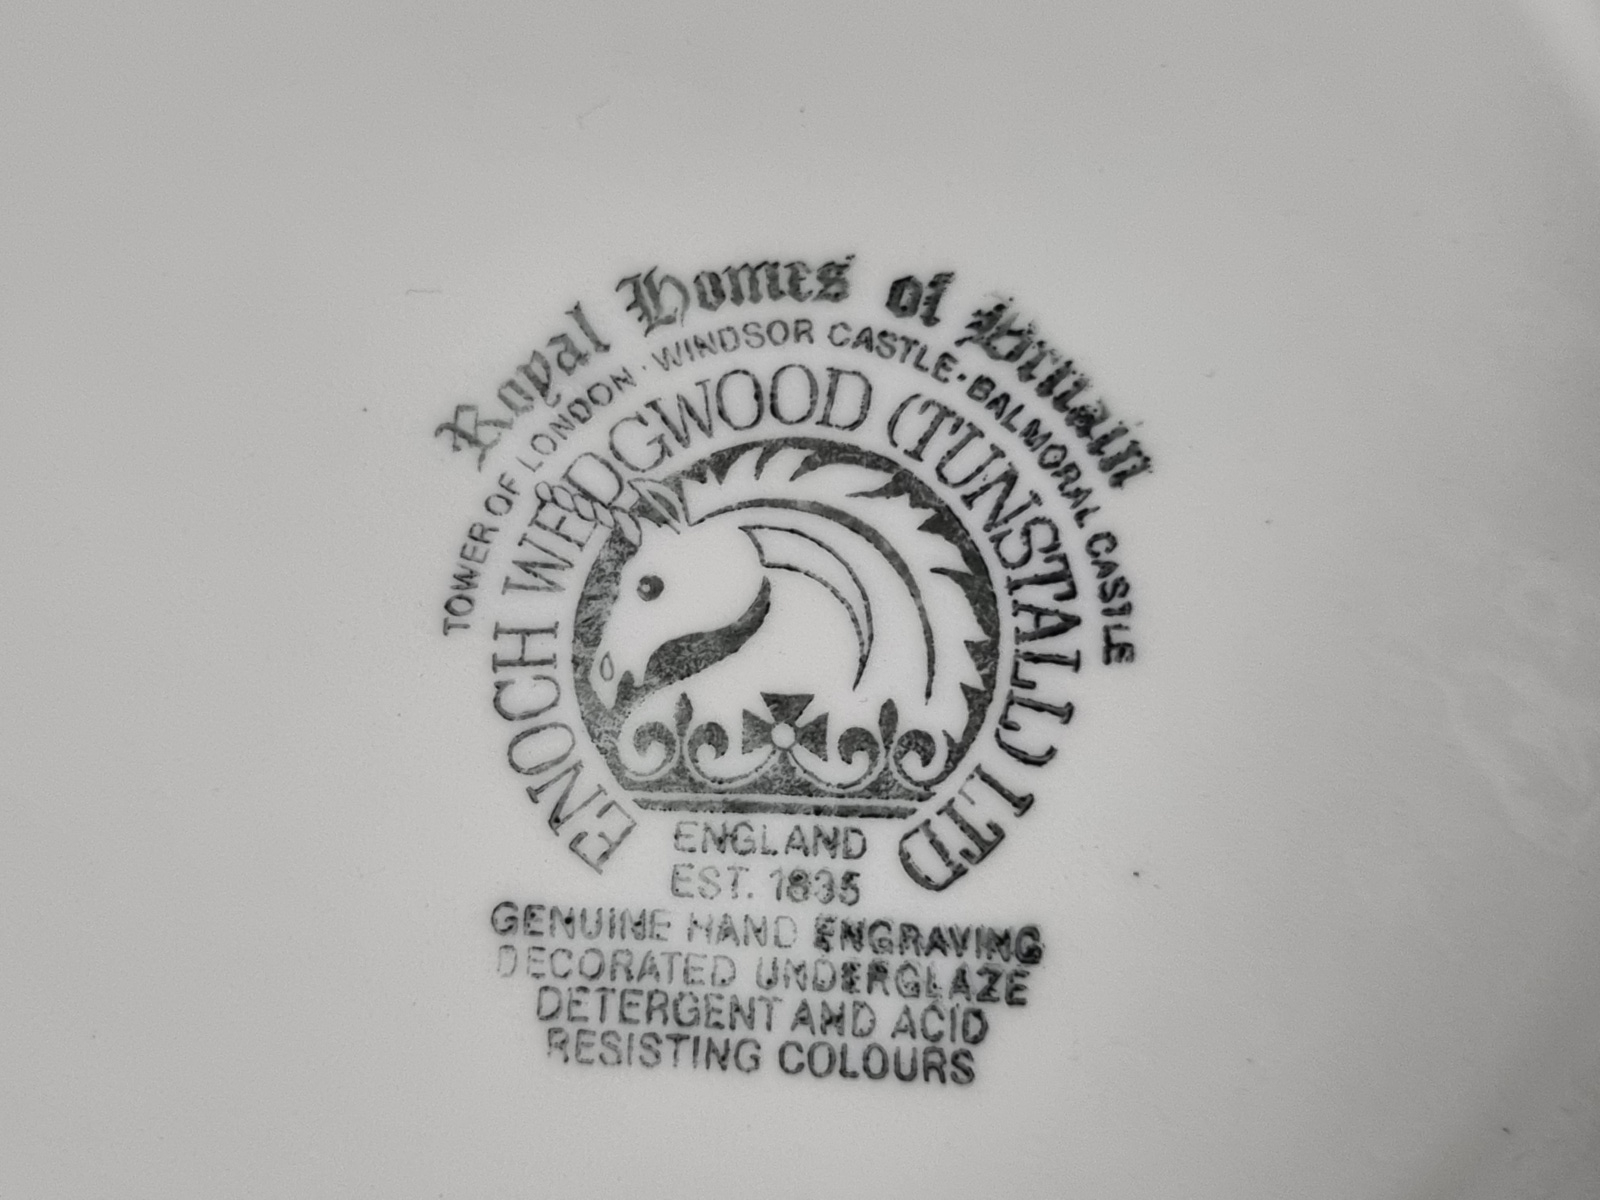 Royal Homes of Britain
TOWER OF LONDON · WINDSOR CASTLE · BALMORAL CASTLE
ENOCH WEDGWOOD (TUNSTALL) LTD
ENGLAND
EST. 1835
GENUINE HAND ENGRAVING
DECORATED UNDERGLAZE
DETERGENT AND ACID
RESISTING COLOURS